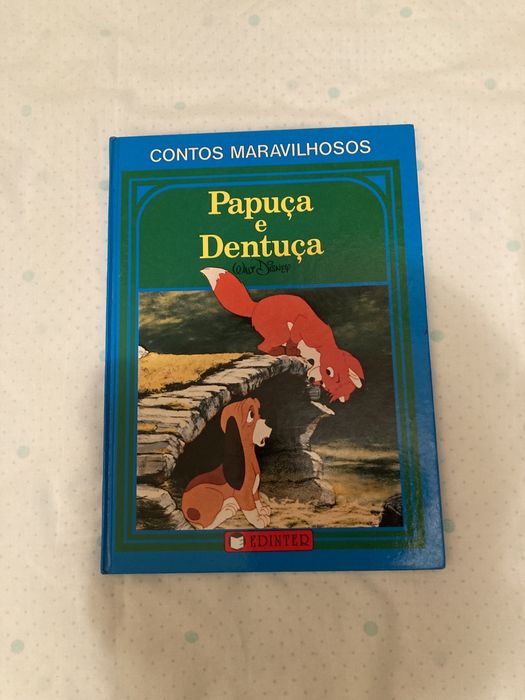 CONTOS MARAVILHOSOS
Papuça
e
Dentuça
WALT DISNEY
EDINTER